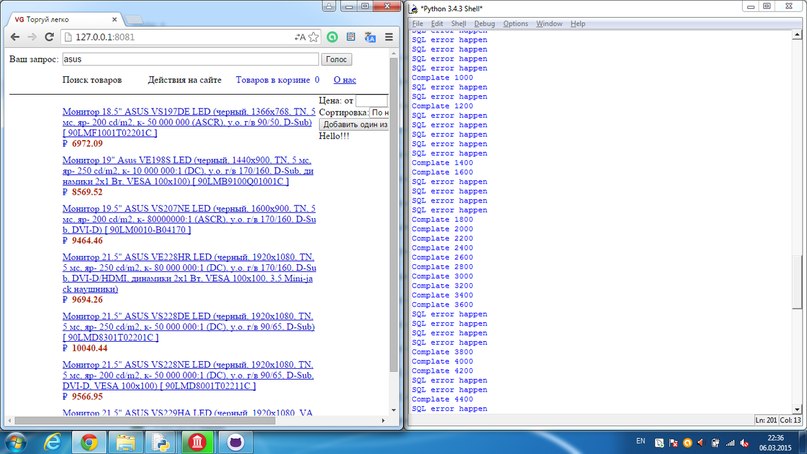 VG Торгуй легко
127.0.0.1:8081
Ваш запрос: asus Голос
Поиск товаров Действия на сайте Товаров в корзине 0 О нас
Цена: от
Сортировка: По н
Добавить один из
Hello!!!
Монитор 18.5" ASUS VS197DE LED (черный, 1366x768, TN, 5
мс, яр- 200 cd/m2, к- 50 000 000 (ASCR), у.о. г/в 90/50, D-Sub)
[ 90LMF1001T02201C ]
₽ 6972.09
Монитор 19" Asus VE198S LED (черный, 1440x900, TN, 5 мс,
яр- 250 cd/m2, к- 10 000 000:1 (DC), у.о. г/в 170/160, D-Sub, ди
намики 2x1 Вт, VESA 100x100) [ 90LMB9100Q01001C ]
₽ 8569.52
Монитор 19.5" ASUS VS207NE LED (черный, 1600x900, TN, 5
мс, яр- 200 cd/m2, к- 80000000:1 (ASCR), у.о. г/в 170/160, D-Su
b, DVI-D) [ 90LM0010-B04170 ]
₽ 9464.46
Монитор 21.5" ASUS VE228HR LED (черный, 1920x1080, TN,
5 мс, яр- 250 cd/m2, к- 50 000 000:1 (DC), у.о. г/в 170/160, D-Su
b, DVI-D/HDMI, динамики 2x1 Вт, VESA 100x100, 3.5 Mini-ja
ck наушники)
₽ 9694.26
Монитор 21.5" ASUS VS228DE LED (черный, 1920x1080, TN,
5 мс, яр- 250 cd/m2, к- 50 000 000:1 (DC), у.о. г/в 90/65, D-Sub)
[ 90LMD8301T02201C ]
₽ 10040.44
Монитор 21.5" ASUS VS228NE LED (черный, 1920x1080, TN,
5 мс, яр- 250 cd/m2, к- 50 000 000:1 (DC), у.о. г/в 90/65, D-Sub,
DVI-D, VESA 100x100) [ 90LMD8001T02211C ]
₽ 9566.95
Монитор 21.5" ASUS VS229HA LED (черный, 1920x1080, VA,
*Python 3.4.3 Shell*
File Edit Shell Debug Options Window Help
SQL error happen
SQL error happen
SQL error happen
SQL error happen
Complate 1000
SQL error happen
SQL error happen
Complate 1200
SQL error happen
SQL error happen
SQL error happen
SQL error happen
Complate 1400
Complate 1600
SQL error happen
SQL error happen
SQL error happen
SQL error happen
Complate 1800
Complate 2000
Complate 2200
Complate 2400
Complate 2600
Complate 2800
Complate 3000
Complate 3200
Complate 3400
Complate 3600
SQL error happen
SQL error happen
SQL error happen
SQL error happen
Complate 3800
Complate 4000
Complate 4200
SQL error happen
SQL error happen
Complate 4400
SQL error happen
Ln: 201 Col: 13
EN
22:36
06.03.2015